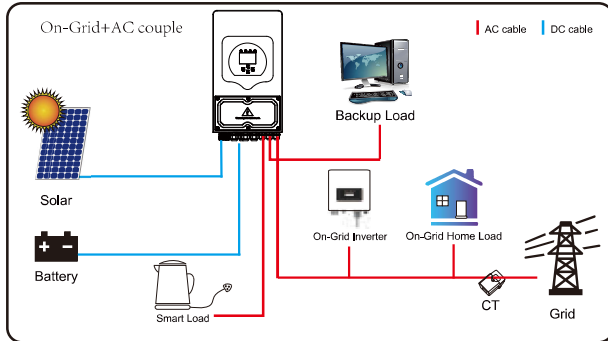 On-Grid+AC couple
AC cable
DC cable
Backup Load
Solar
On-Grid Inverter
On-Grid Home Load
Battery
Smart Load
CT
Grid